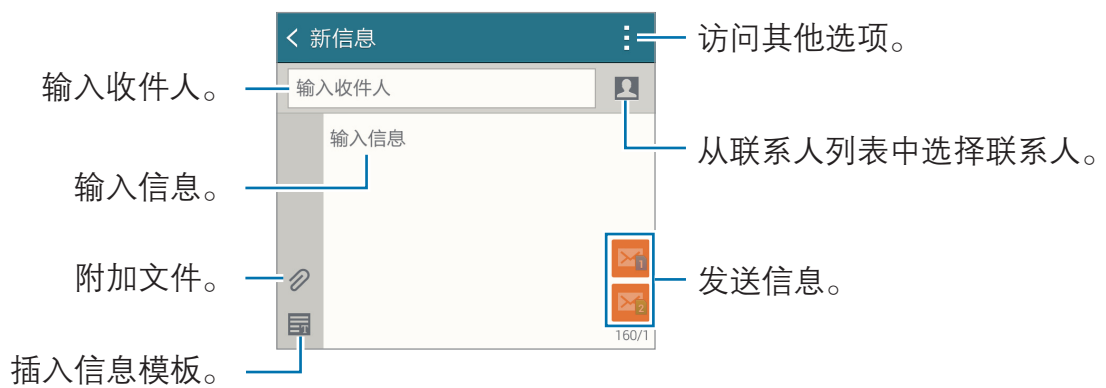 新信息
访问其他选项。
输入收件人。
输入收件人
从联系人列表中选择联系人。
输入信息
输入信息。
附加文件。
1
发送信息。
2
T
160/1
插入信息模板。